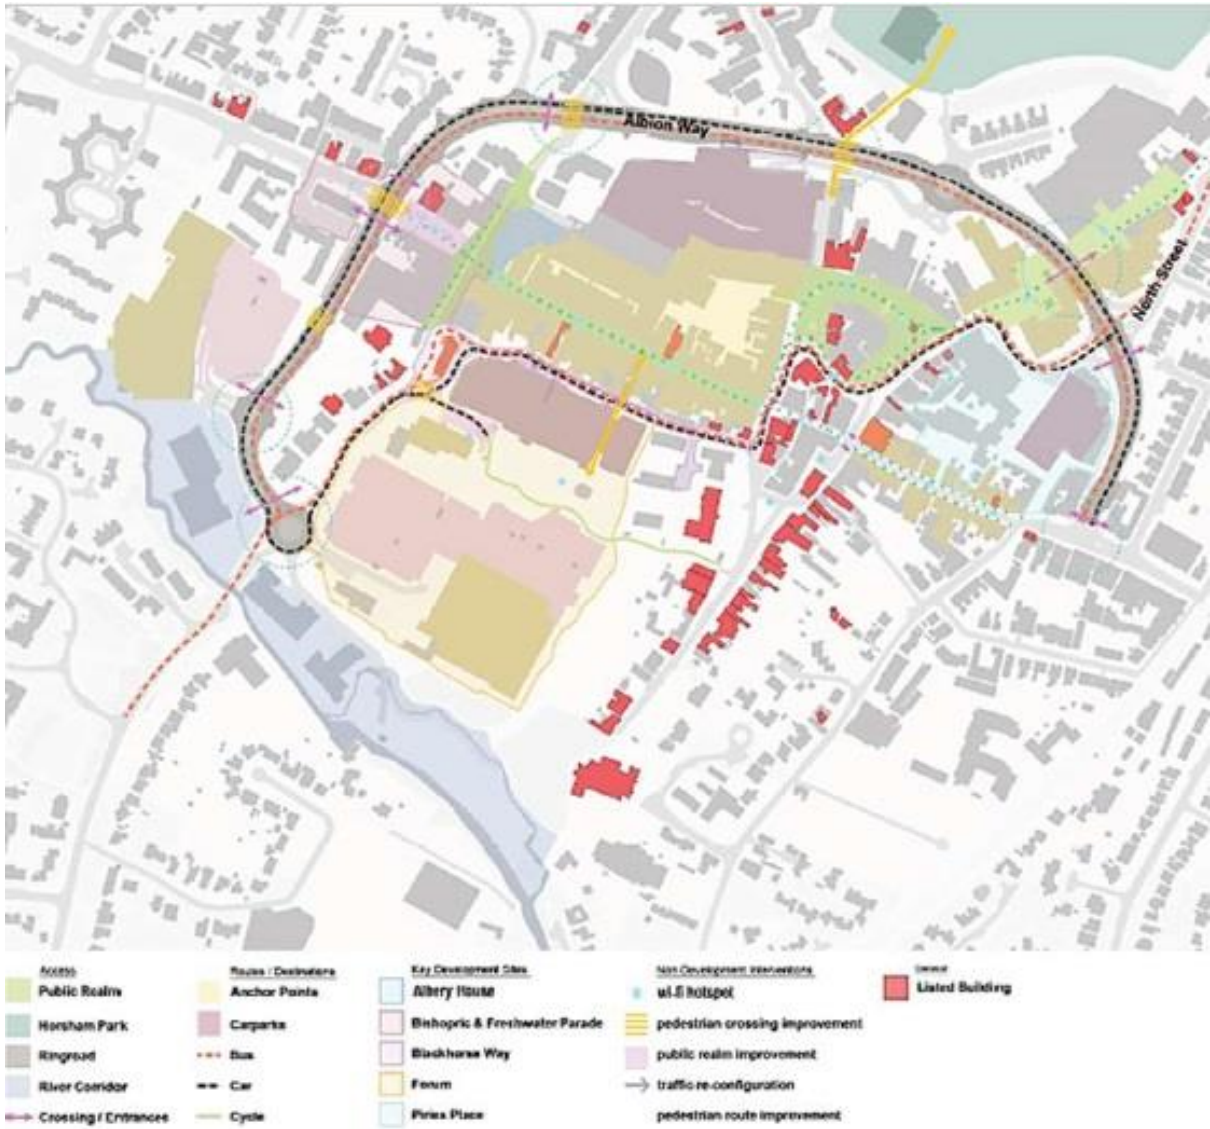 Albion Way
North Street
Access
Public Realm
Horsham Park
Ringroad
River Corridor
Crossing / Entrances
Routes / Destinations
Anchor Points
Carparks
Bus
Car
Cycle
Key Development Sites
Albery House
Bishopric & Freshwater Parade
Blackhorse Way
Forum
Piries Place
Non Development Interventions
wi-fi hotspot
pedestrian crossing improvement
public realm improvement
traffic re-configuration
pedestrian route improvement
Listed Building